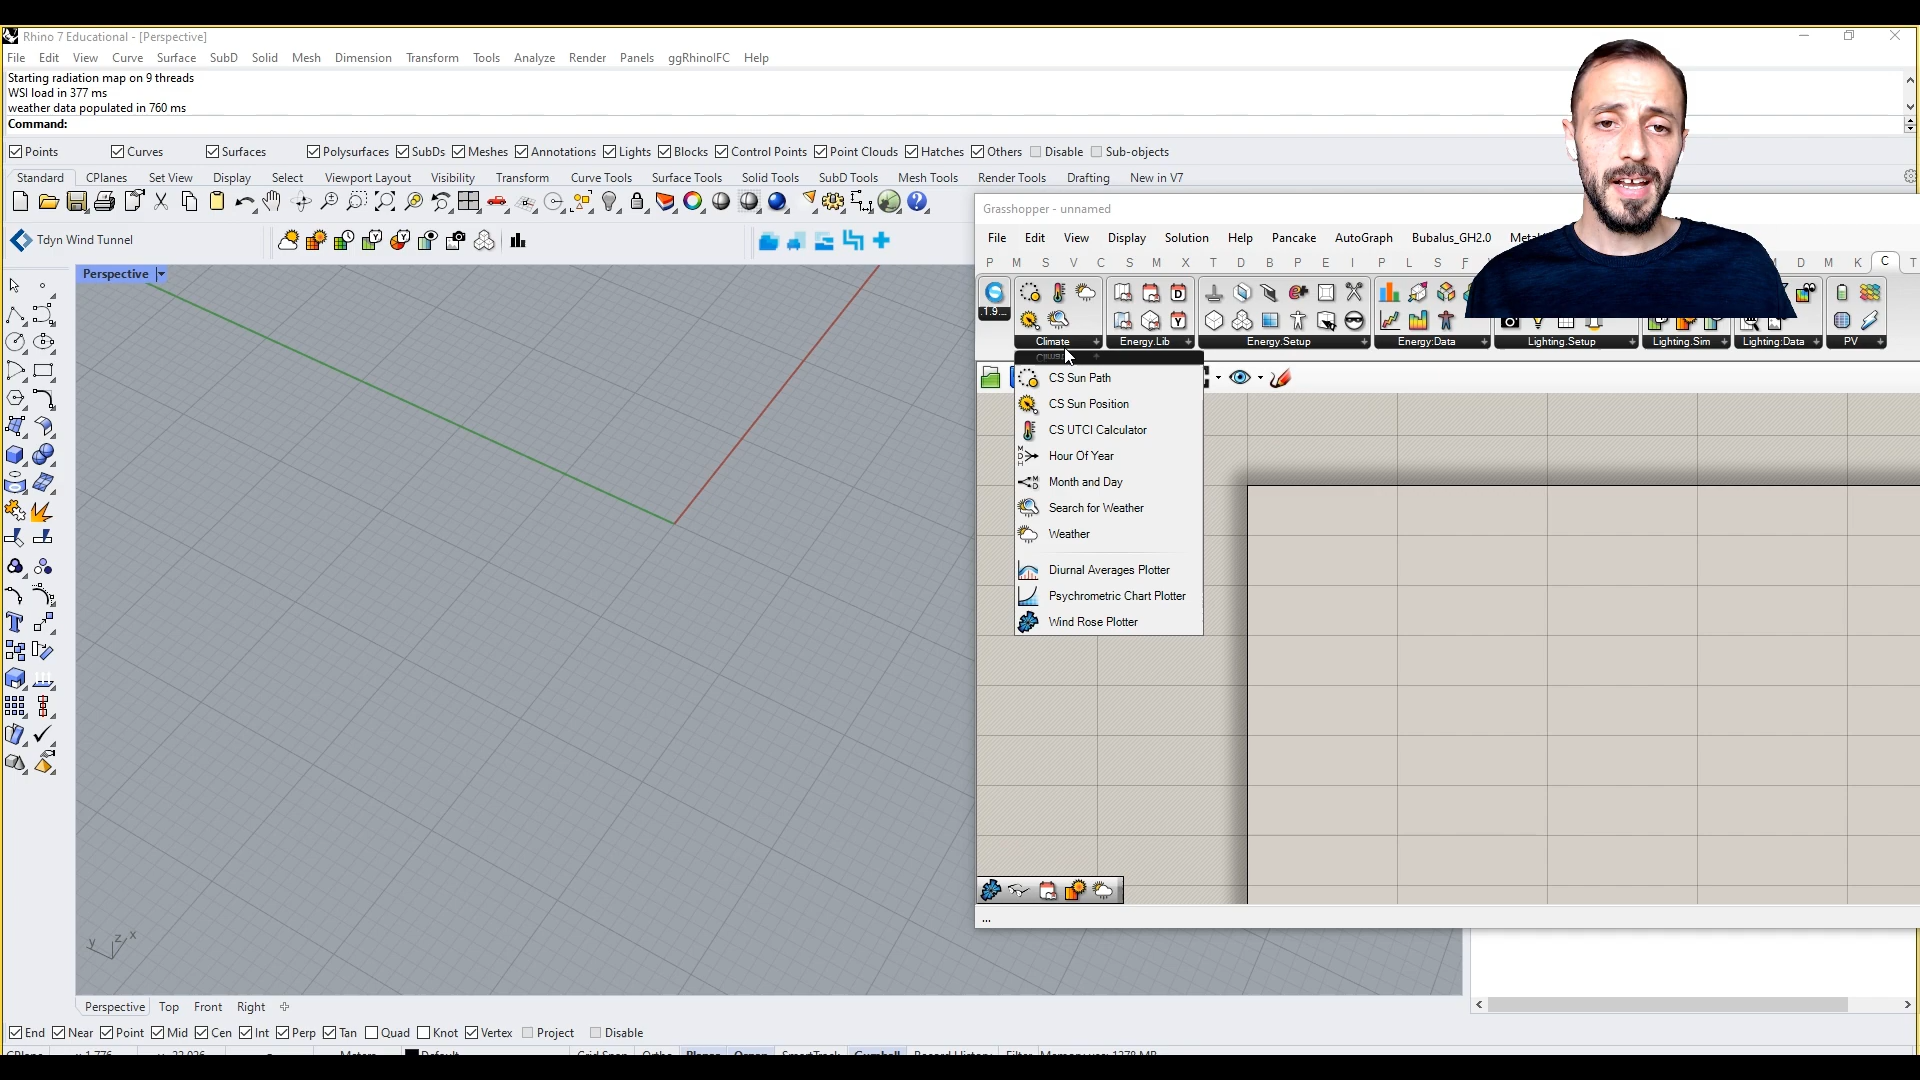 Rhino 7 Educational - [Perspective]
File Edit View Curve Surface SubD Solid Mesh Dimension Transform Tools Analyze Render Panels ggRhinoIFC Help
Starting radiation map on 9 threads
WSI load in 377 ms
weather data populated in 760 ms
Command:
Points Curves Surfaces Polysurfaces SubDs Meshes Annotations Lights Blocks Control Points Point Clouds Hatches Others Disable Sub-objects
Standard CPlanes Set View Display Select Viewport Layout Visibility Transform Curve Tools Surface Tools Solid Tools SubD Tools Mesh Tools Render Tools Drafting New in V7
Tdyn Wind Tunnel
Perspective
Grasshopper - unnamed
File Edit View Display Solution Help Pancake AutoGraph Bubalus_GH2.0
P M S V C S M X T D B P E I P L S F D M K C T
1.9...
Climate Energy.Lib Energy.Setup Energy:Data Lighting.Setup Lighting.Sim Lighting:Data PV
CS Sun Path
CS Sun Position
CS UTCI Calculator
Hour Of Year
Month and Day
Search for Weather
Weather
Diurnal Averages Plotter
Psychrometric Chart Plotter
Wind Rose Plotter
...
y z x
Perspective Top Front Right
End Near Point Mid Cen Int Perp Tan Quad Knot Vertex Project Disable